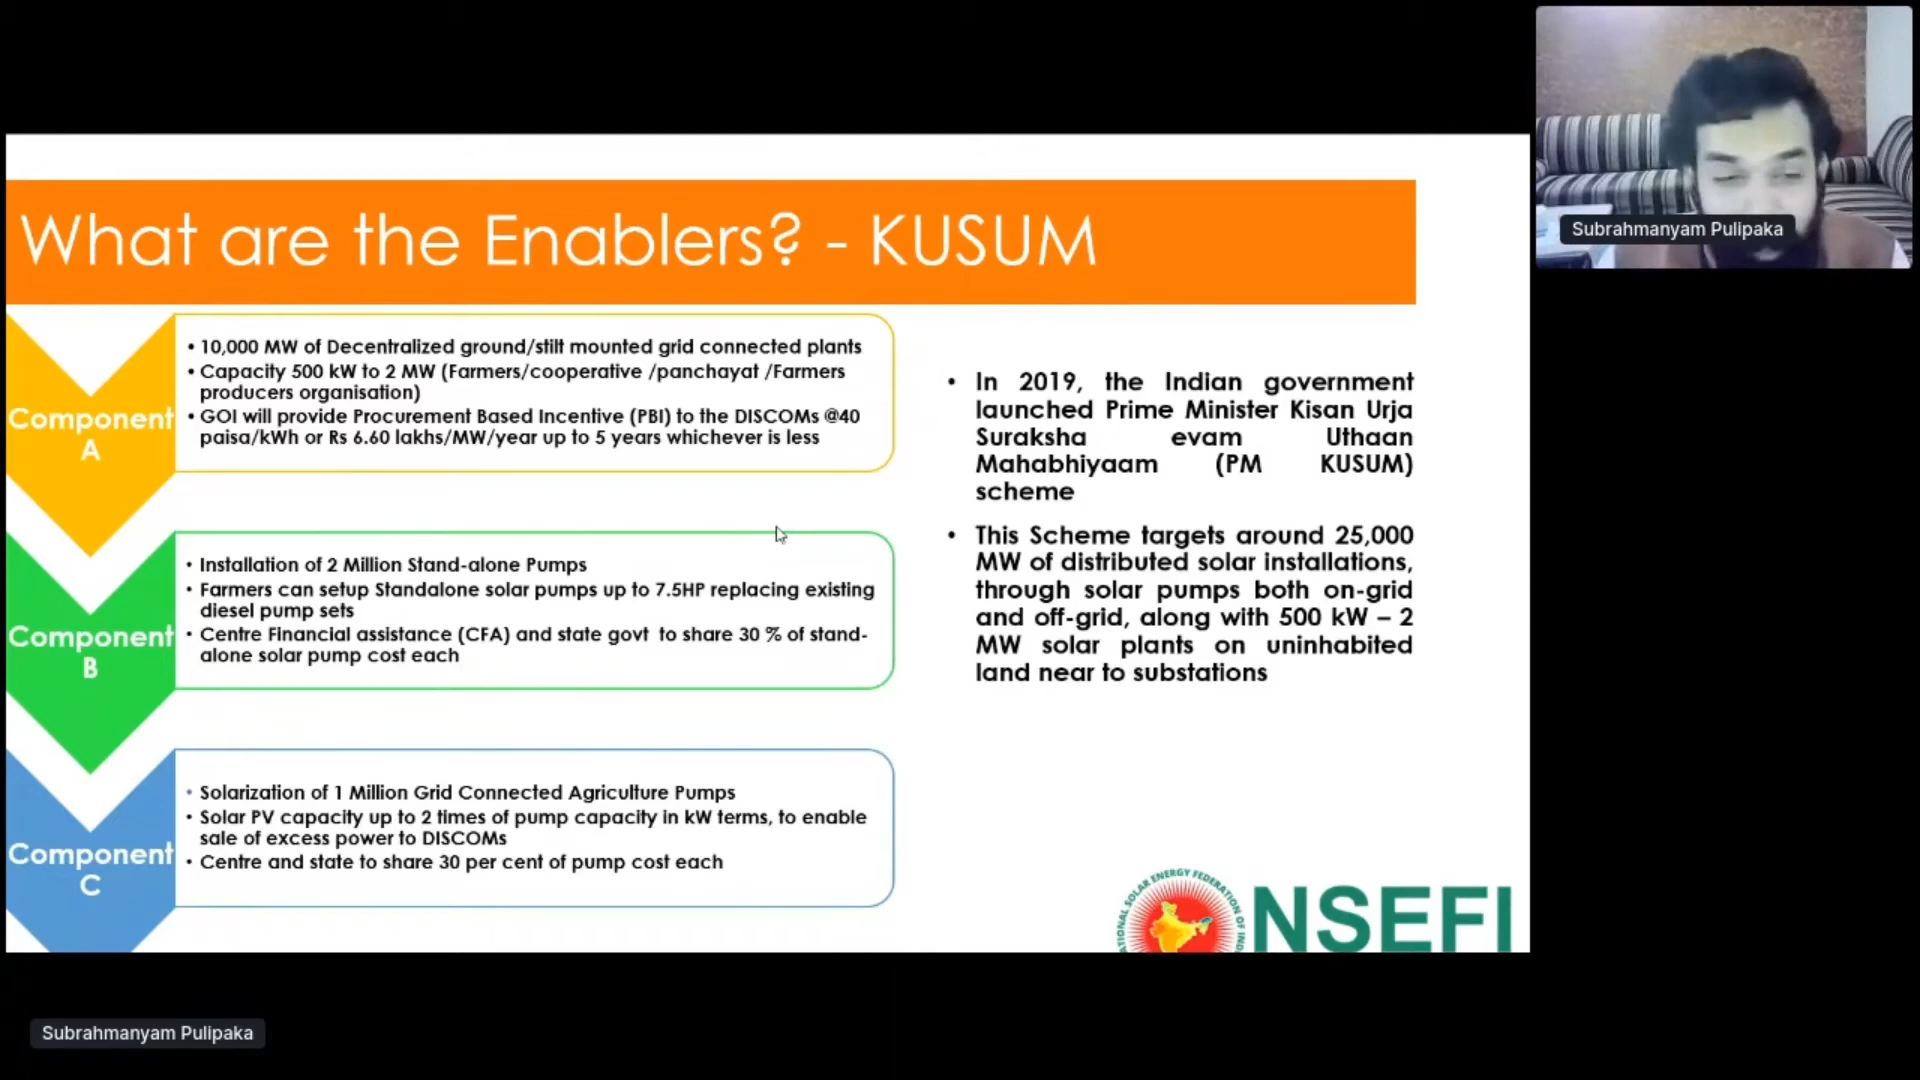 What are the Enablers? - KUSUM
Component
A
• 10,000 MW of Decentralized ground/stilt mounted grid connected plants
• Capacity 500 kW to 2 MW (Farmers/cooperative /panchayat /Farmers
producers organisation)
• GOI will provide Procurement Based Incentive (PBI) to the DISCOMs @40
paisa/kWh or Rs 6.60 lakhs/MW/year up to 5 years whichever is less
Component
B
• Installation of 2 Million Stand-alone Pumps
• Farmers can setup Standalone solar pumps up to 7.5HP replacing existing
diesel pump sets
• Centre Financial assistance (CFA) and state govt to share 30 % of stand-
alone solar pump cost each
Component
C
• Solarization of 1 Million Grid Connected Agriculture Pumps
• Solar PV capacity up to 2 times of pump capacity in kW terms, to enable
sale of excess power to DISCOMs
• Centre and state to share 30 per cent of pump cost each
• In 2019, the Indian government
launched Prime Minister Kisan Urja
Suraksha evam Uthaan
Mahabhiyaam (PM KUSUM)
scheme
• This Scheme targets around 25,000
MW of distributed solar installations,
through solar pumps both on-grid
and off-grid, along with 500 kW – 2
MW solar plants on uninhabited
land near to substations
SOLAR ENERGY FEDERATION
NSEFI
Subrahmanyam Pulipaka
Subrahmanyam Pulipaka